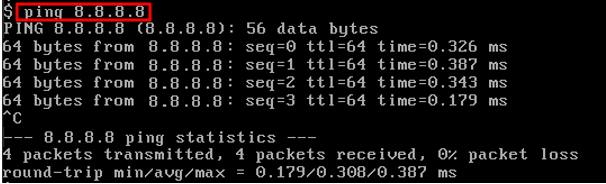 $ ping 8.8.8.8
PING 8.8.8.8 (8.8.8.8): 56 data bytes
64 bytes from 8.8.8.8: seq=0 ttl=64 time=0.326 ms
64 bytes from 8.8.8.8: seq=1 ttl=64 time=0.387 ms
64 bytes from 8.8.8.8: seq=2 ttl=64 time=0.343 ms
64 bytes from 8.8.8.8: seq=3 ttl=64 time=0.179 ms
^C
--- 8.8.8.8 ping statistics ---
4 packets transmitted, 4 packets received, 0% packet loss
round-trip min/avg/max = 0.179/0.308/0.387 ms